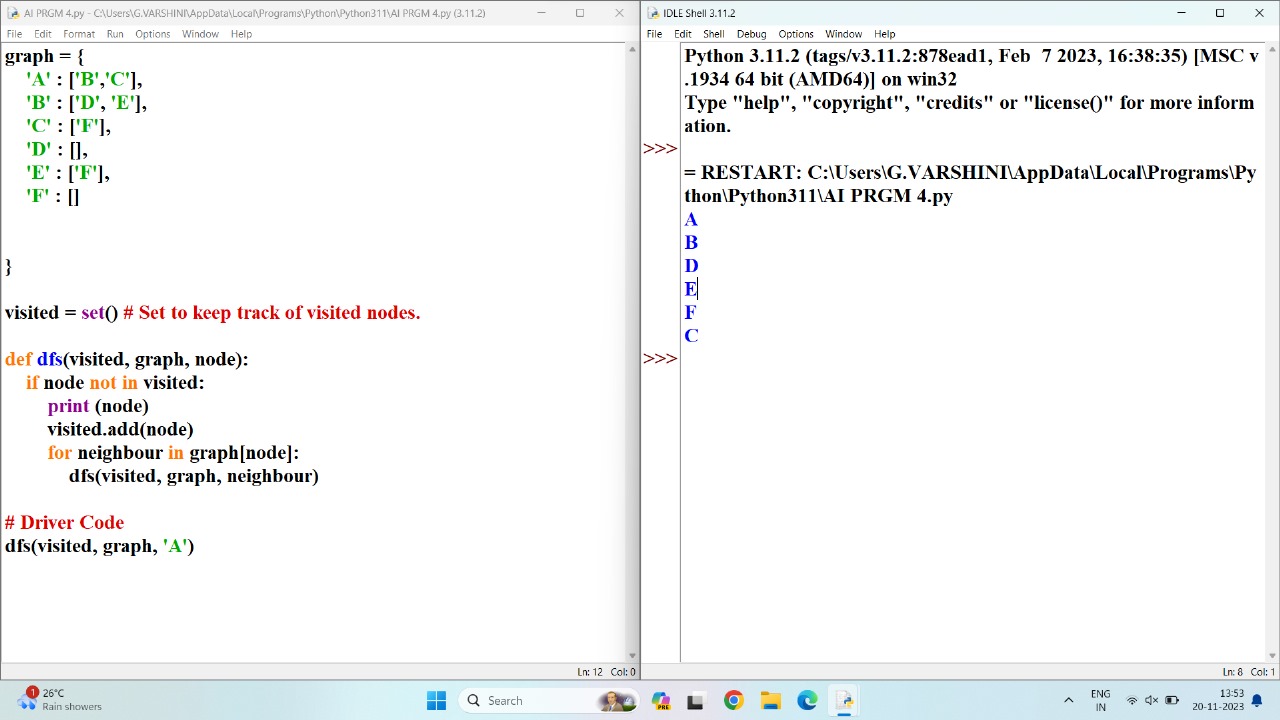 AI PRGM 4.py - C:\Users\G.VARSHINI\AppData\Local\Programs\Python\Python311\AI PRGM 4.py (3.11.2)
File Edit Format Run Options Window Help
graph = {
'A' : ['B','C'],
'B' : ['D', 'E'],
'C' : ['F'],
'D' : [],
'E' : ['F'],
'F' : []
}
visited = set() # Set to keep track of visited nodes.
def dfs(visited, graph, node):
if node not in visited:
print (node)
visited.add(node)
for neighbour in graph[node]:
dfs(visited, graph, neighbour)
# Driver Code
dfs(visited, graph, 'A')
Ln: 12 Col: 0
IDLE Shell 3.11.2
File Edit Shell Debug Options Window Help
Python 3.11.2 (tags/v3.11.2:878ead1, Feb  7 2023, 16:38:35) [MSC v
.1934 64 bit (AMD64)] on win32
Type "help", "copyright", "credits" or "license()" for more inform
ation.
>>>
= RESTART: C:\Users\G.VARSHINI\AppData\Local\Programs\Py
thon\Python311\AI PRGM 4.py
A
B
D
E
F
C
>>>
Ln: 8 Col: 1
1
26°C
Rain showers
Search
PRE
ENG
IN
13:53
20-11-2023